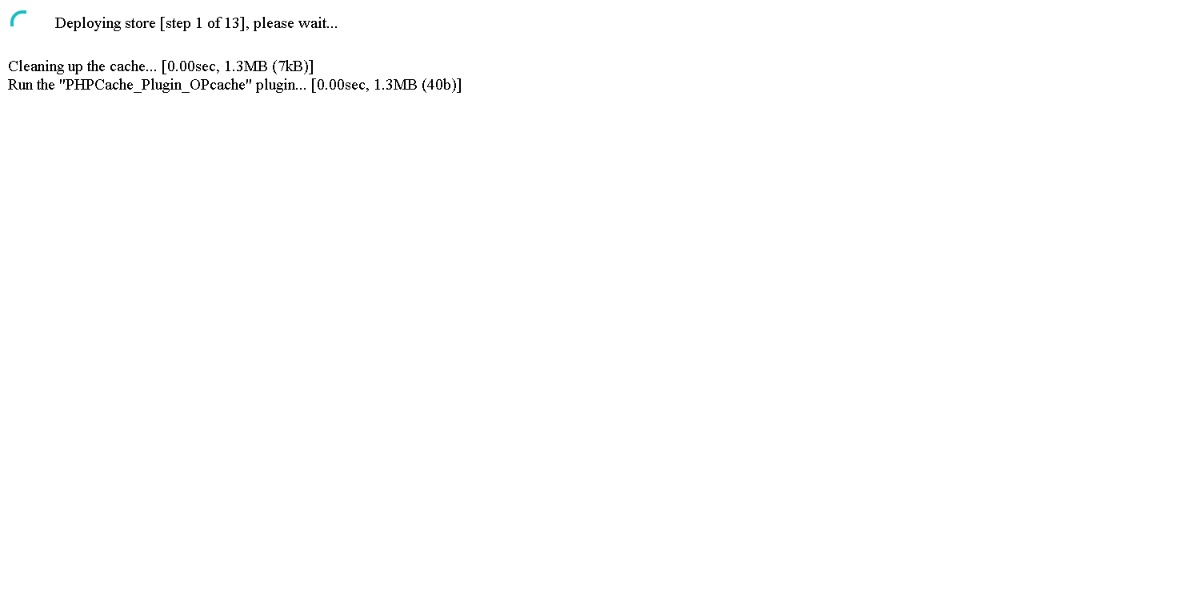 Deploying store [step 1 of 13], please wait...
Cleaning up the cache... [0.00sec, 1.3MB (7kB)]
Run the "PHPCache_Plugin_OPcache" plugin... [0.00sec, 1.3MB (40b)]